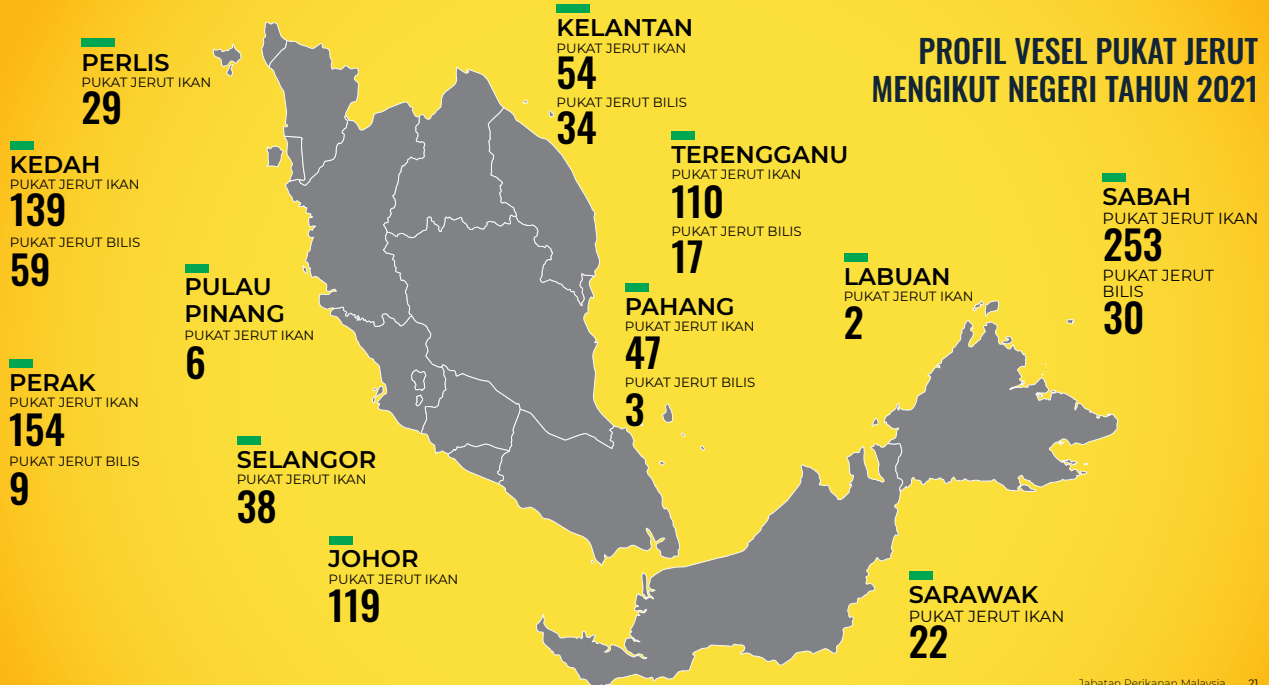 PROFIL VESEL PUKAT JERUT
MENGIKUT NEGERI TAHUN 2021
PERLIS
PUKAT JERUT IKAN
29
KEDAH
PUKAT JERUT IKAN
139
PUKAT JERUT BILIS
59
PULAU
PINANG
PUKAT JERUT IKAN
6
PERAK
PUKAT JERUT IKAN
154
PUKAT JERUT BILIS
9
SELANGOR
PUKAT JERUT IKAN
38
JOHOR
PUKAT JERUT IKAN
119
KELANTAN
PUKAT JERUT IKAN
54
PUKAT JERUT BILIS
34
TERENGGANU
PUKAT JERUT IKAN
110
PUKAT JERUT BILIS
17
PAHANG
PUKAT JERUT IKAN
47
PUKAT JERUT BILIS
3
LABUAN
PUKAT JERUT IKAN
2
SABAH
PUKAT JERUT IKAN
253
PUKAT JERUT
BILIS
30
SARAWAK
PUKAT JERUT IKAN
22
Jabatan Perikanan Malaysia 21